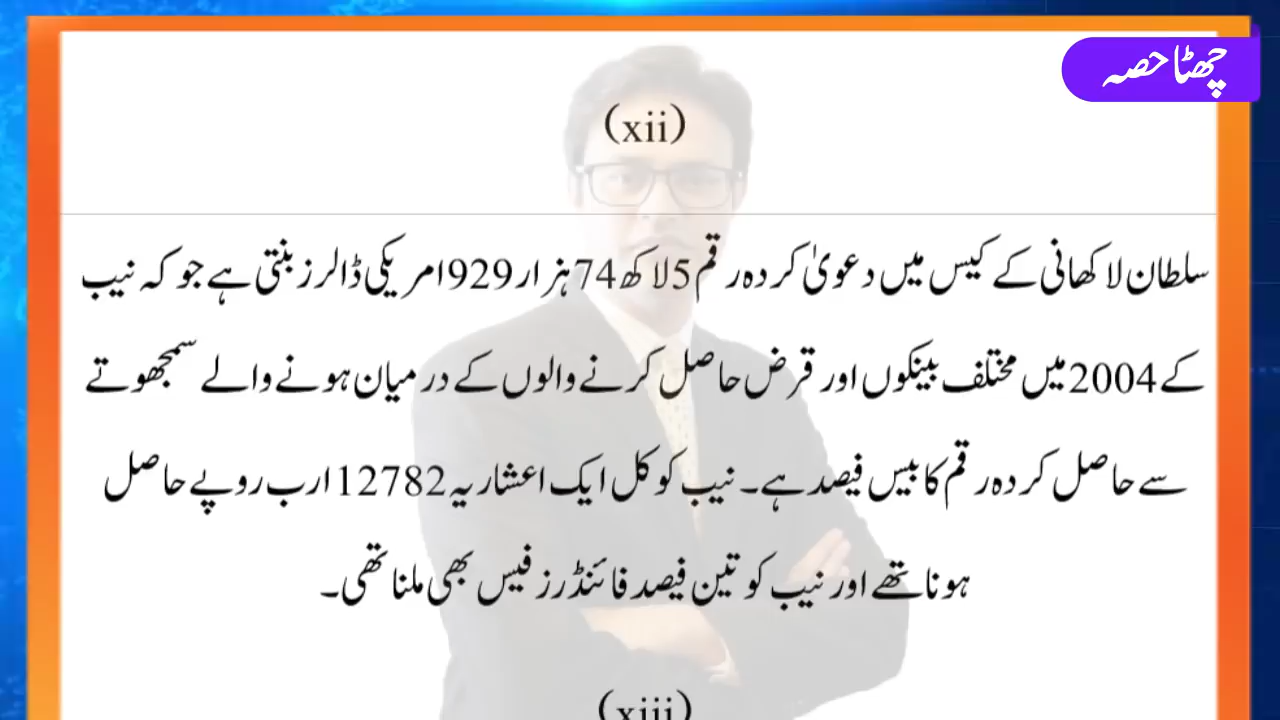 چھٹا حصہ
(xii)
سلطان لاکھانی کے کیس میں دعویٰ کردہ رقم 5 لاکھ 74 ہزار 929 امریکی ڈالرز بنتی ہے جو کہ نیب
کے 2004 میں مختلف بینکوں اور قرض حاصل کرنے والوں کے درمیان ہونے والے سمجھوتے
سے حاصل کردہ رقم کا بیس فیصد ہے۔ نیب کو کل ایک اعشاریہ 12782 ارب روپے حاصل
ہونا تھے اور نیب کو تین فیصد فائنڈرز فیس بھی ملنا تھی۔
(xiii)